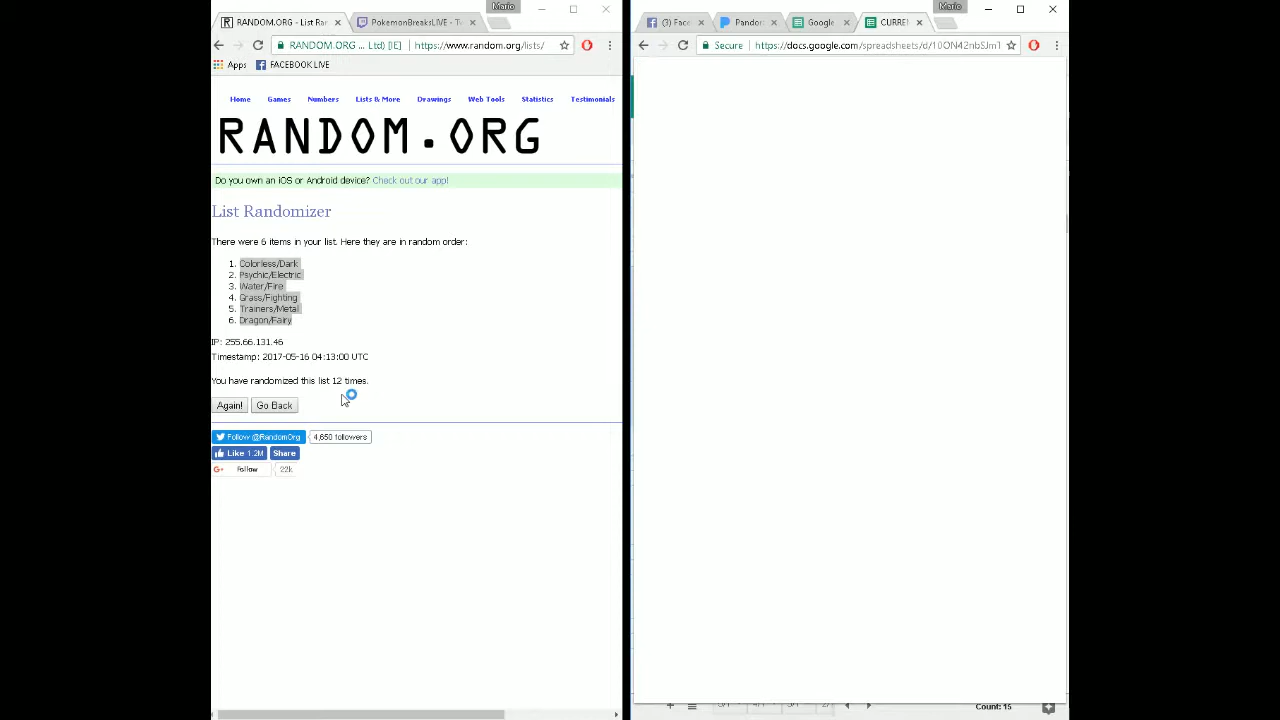 Mario
RANDOM.ORG - List Ran
PokemonBreaksLIVE - Tw
RANDOM.ORG ... Ltd) [IE]
https://www.random.org/lists/
Apps
FACEBOOK LIVE
Home
Games
Numbers
Lists & More
Drawings
Web Tools
Statistics
Testimonials
RANDOM.ORG
Do you own an iOS or Android device? Check out our app!
List Randomizer
There were 6 items in your list. Here they are in random order:
1. Colorless/Dark
2. Psychic/Electric
3. Water/Fire
4. Grass/Fighting
5. Trainers/Metal
6. Dragon/Fairy
IP: 255.66.131.46
Timestamp: 2017-05-16 04:13:00 UTC
You have randomized this list 12 times.
Again!
Go Back
Follow @RandomOrg
4,650 followers
Like 1.2M
Share
G+ Follow
22k
Mario
(3) Face
Pandor
Google
CURRE
Secure
https://docs.google.com/spreadsheets/d/
Count: 15